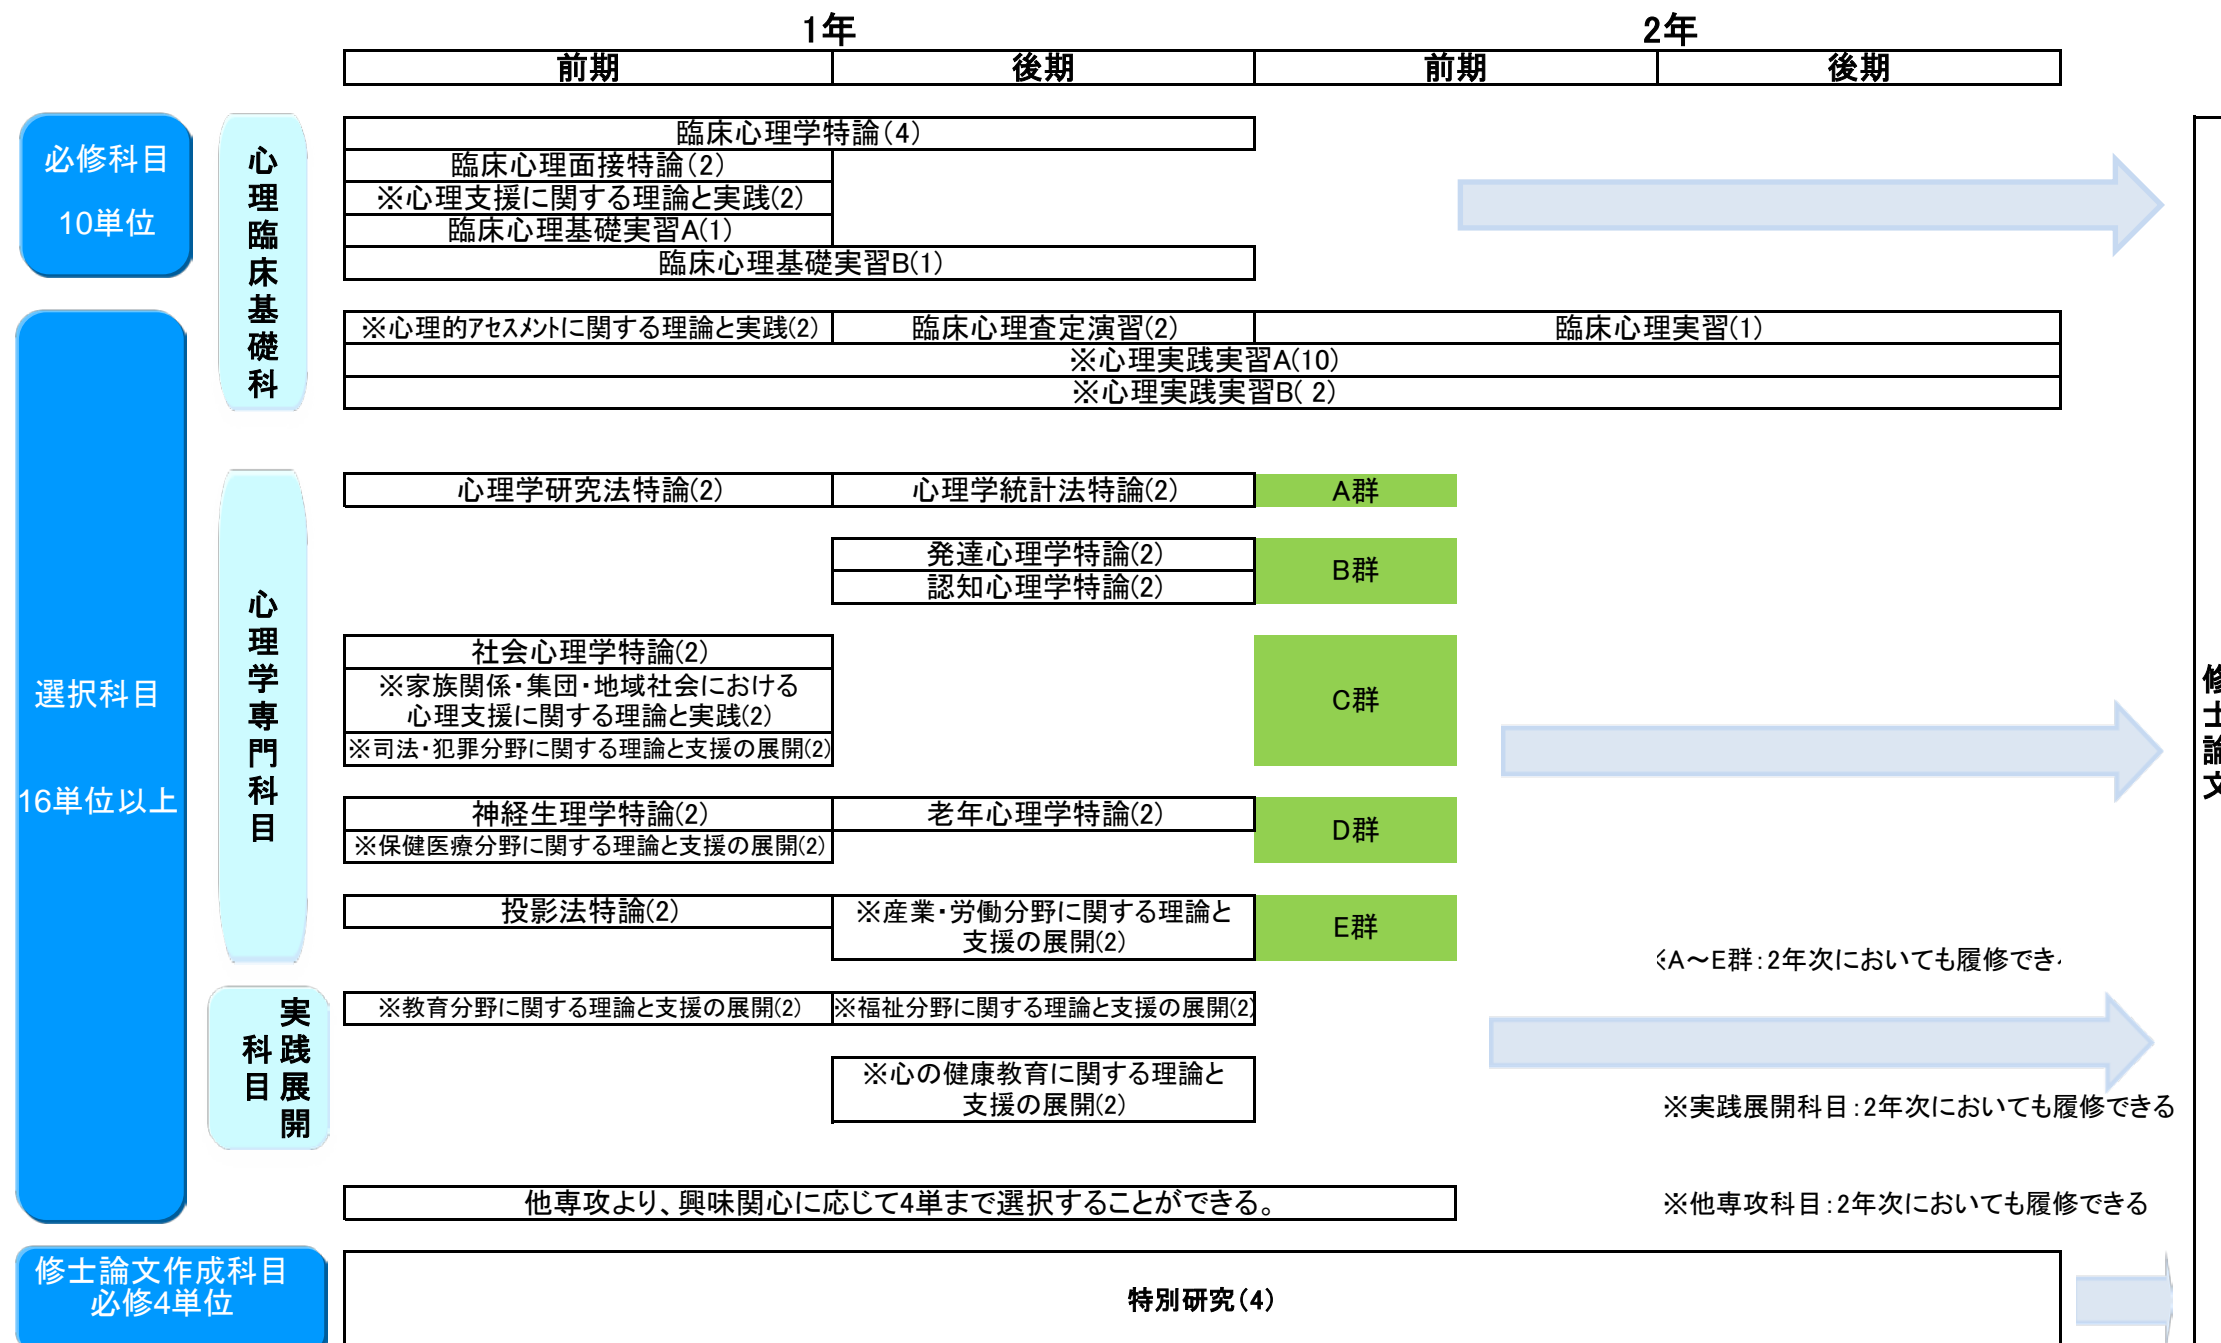 1年
2年
前期
後期
前期
後期
必修科目
10単位
心理臨床基礎科
臨床心理学特論(4)
臨床心理面接特論(2)
※心理支援に関する理論と実践(2)
臨床心理基礎実習A(1)
臨床心理基礎実習B(1)
※心理的アセスメントに関する理論と実践(2)
臨床心理査定演習(2)
臨床心理実習(1)
※心理実践実習A(10)
※心理実践実習B( 2)
選択科目
16単位以上
心理学専門科目
心理学研究法特論(2)
心理学統計法特論(2)
A群
発達心理学特論(2)
認知心理学特論(2)
B群
社会心理学特論(2)
※家族関係・集団・地域社会における
心理支援に関する理論と実践(2)
※司法・犯罪分野に関する理論と支援の展開(2)
C群
神経生理学特論(2)
老年心理学特論(2)
※保健医療分野に関する理論と支援の展開(2)
D群
投影法特論(2)
※産業・労働分野に関する理論と
支援の展開(2)
E群
A～E群:2年次においても履修でき
実践展開
科目
※教育分野に関する理論と支援の展開(2)
※福祉分野に関する理論と支援の展開(2)
※心の健康教育に関する理論と
支援の展開(2)
※実践展開科目:2年次においても履修できる
他専攻より、興味関心に応じて4単まで選択することができる。
※他専攻科目:2年次においても履修できる
修士論文作成科目
必修4単位
特別研究(4)
修士論文